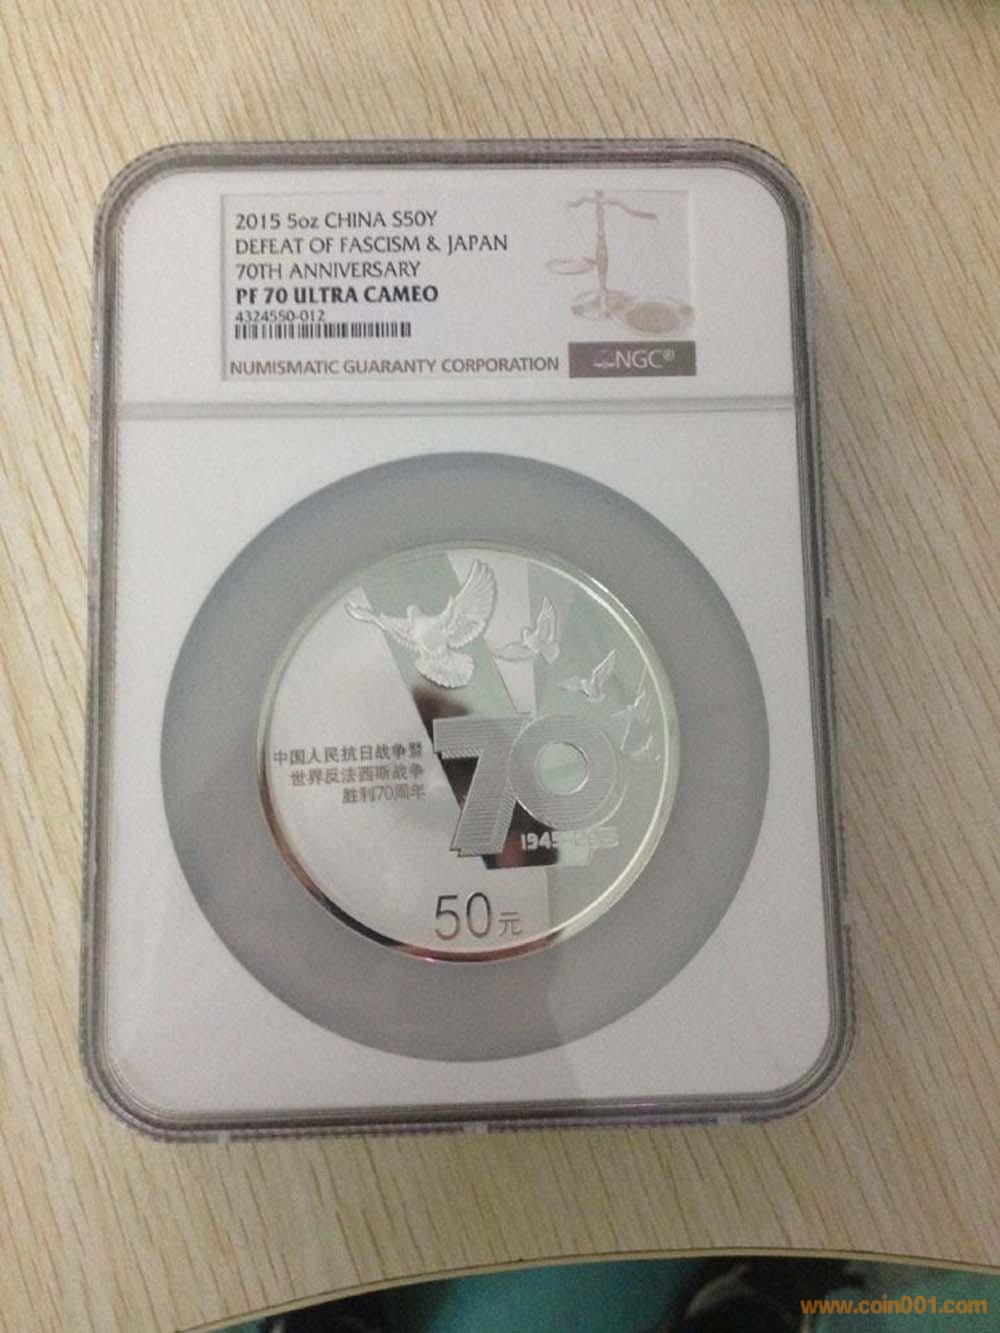 2015 5oz CHINA S50Y
DEFEAT OF FASCISM & JAPAN
70TH ANNIVERSARY
PF 70 ULTRA CAMEO
4324550-012
NUMISMATIC GUARANTY CORPORATION
NGC®
中国人民抗日战争暨
世界反法西斯战争
胜利70周年
70
1945
50元
www.coin001.com